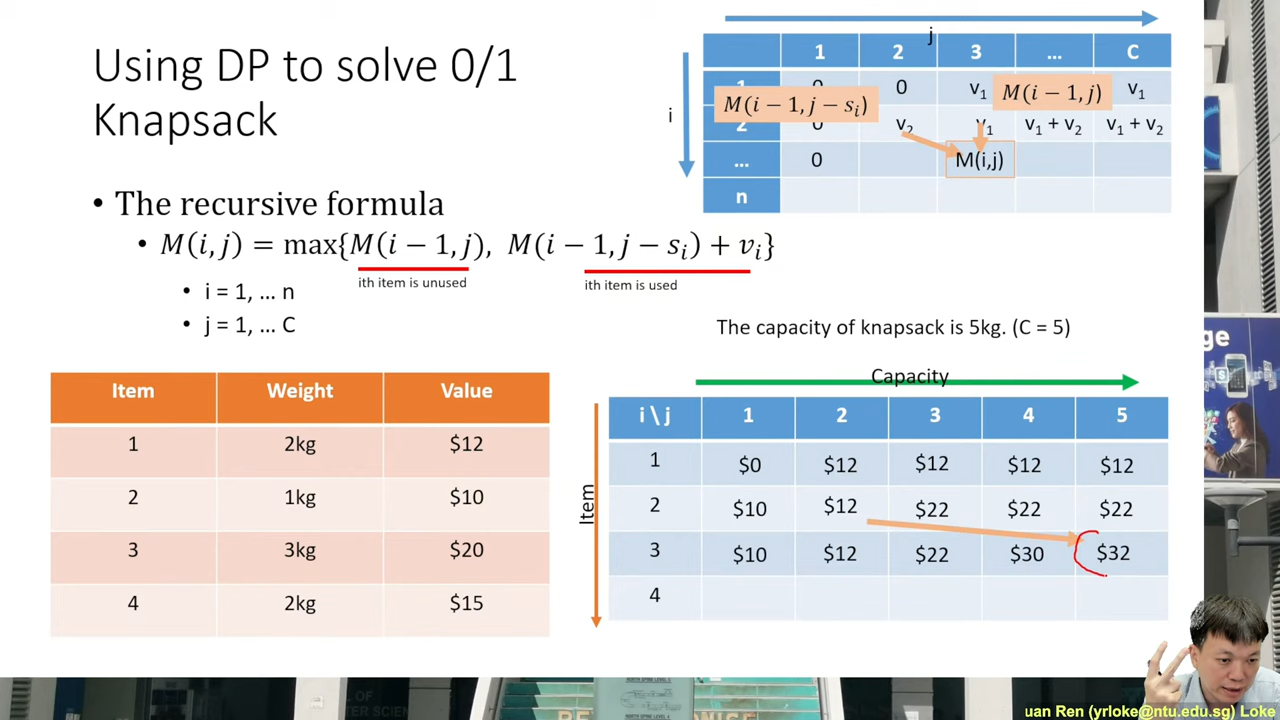 Using DP to solve 0/1
Knapsack
• The recursive formula
• M(i, j) = max{M(i − 1, j), M(i − 1, j − sᵢ) + vᵢ}
ith item is unused
ith item is used
• i = 1, … n
• j = 1, … C
j
i
1 2 3 … C
0 v₁ v₁
M(i − 1, j − sᵢ)
M(i − 1, j)
2 0 v₂ v₁ v₁ + v₂ v₁ + v₂
… 0 M(i,j)
n
The capacity of knapsack is 5kg. (C = 5)
Item Weight Value
1 2kg $12
2 1kg $10
3 3kg $20
4 2kg $15
Capacity
Item
i \ j 1 2 3 4 5
1 $0 $12 $12 $12 $12
2 $10 $12 $22 $22 $22
3 $10 $12 $22 $30 $32
4
uan Ren (yrloke@ntu.edu.sg) Loke